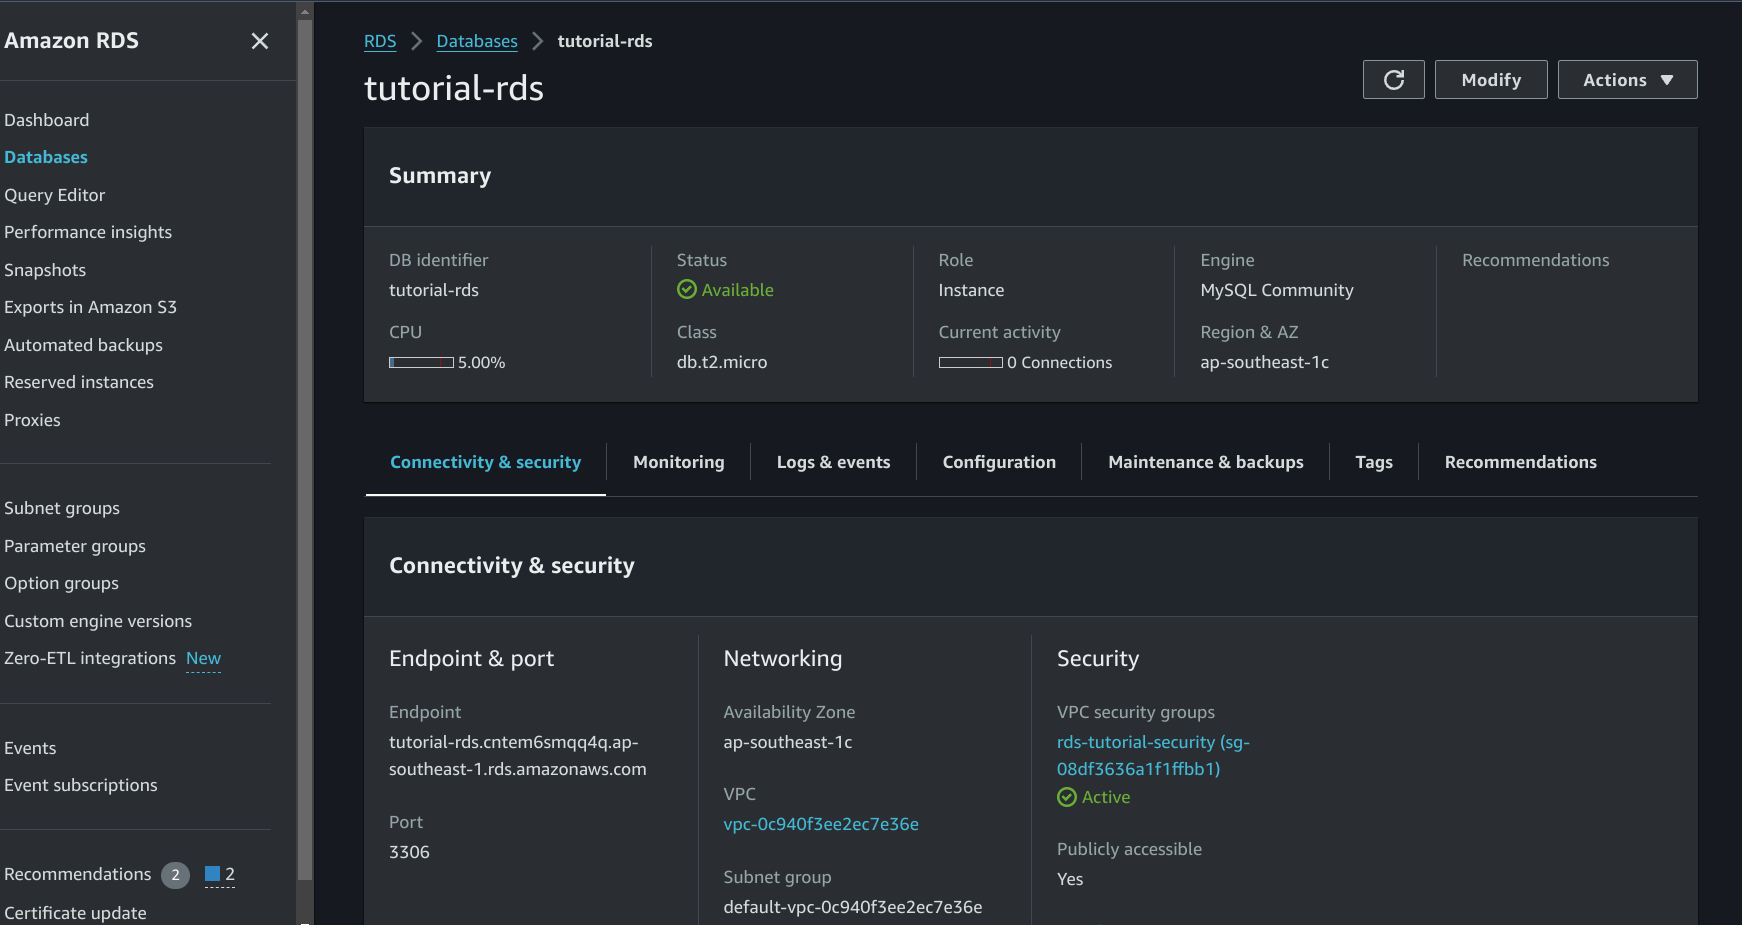 Amazon RDS
Dashboard
Databases
Query Editor
Performance insights
Snapshots
Exports in Amazon S3
Automated backups
Reserved instances
Proxies
Subnet groups
Parameter groups
Option groups
Custom engine versions
Zero-ETL integrations New
Events
Event subscriptions
Recommendations 2 2
Certificate update
RDS Databases tutorial-rds
tutorial-rds
Modify
Actions
Summary
DB identifier
tutorial-rds
CPU
5.00%
Status
Available
Class
db.t2.micro
Role
Instance
Current activity
0 Connections
Engine
MySQL Community
Region & AZ
ap-southeast-1c
Recommendations
Connectivity & security
Monitoring
Logs & events
Configuration
Maintenance & backups
Tags
Recommendations
Connectivity & security
Endpoint & port
Endpoint
tutorial-rds.cntem6smqq4q.ap-
southeast-1.rds.amazonaws.com
Port
3306
Networking
Availability Zone
ap-southeast-1c
VPC
vpc-0c940f3ee2ec7e36e
Subnet group
default-vpc-0c940f3ee2ec7e36e
Security
VPC security groups
rds-tutorial-security (sg-
08df3636a1f1ffbb1)
Active
Publicly accessible
Yes